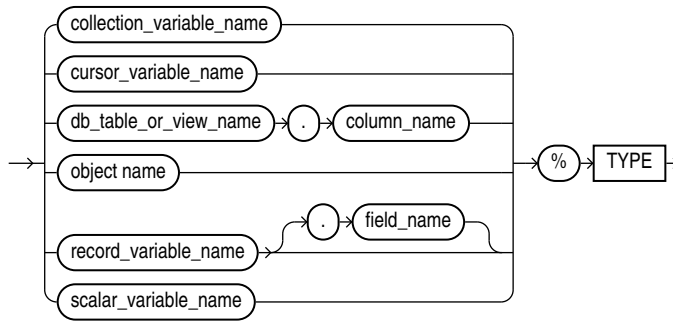 collection_variable_name
cursor_variable_name
db_table_or_view_name . column_name
object name % TYPE
record_variable_name . field_name
scalar_variable_name